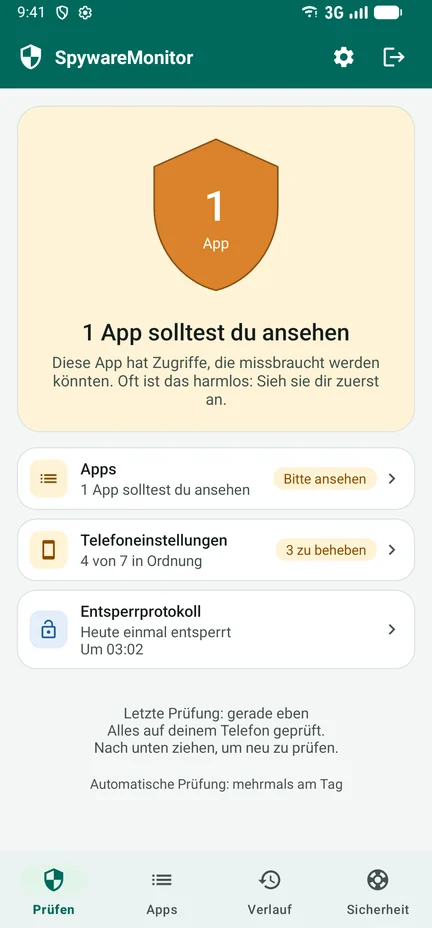 9:41
3G
SpywareMonitor
1
App
1 App solltest du ansehen
Diese App hat Zugriffe, die missbraucht werden
könnten. Oft ist das harmlos: Sieh sie dir zuerst
an.
Apps
1 App solltest du ansehen
Bitte ansehen
Telefoneinstellungen
4 von 7 in Ordnung
3 zu beheben
Entsperrprotokoll
Heute einmal entsperrt
Um 03:02
Letzte Prüfung: gerade eben
Alles auf deinem Telefon geprüft.
Nach unten ziehen, um neu zu prüfen.
Automatische Prüfung: mehrmals am Tag
Prüfen
Apps
Verlauf
Sicherheit